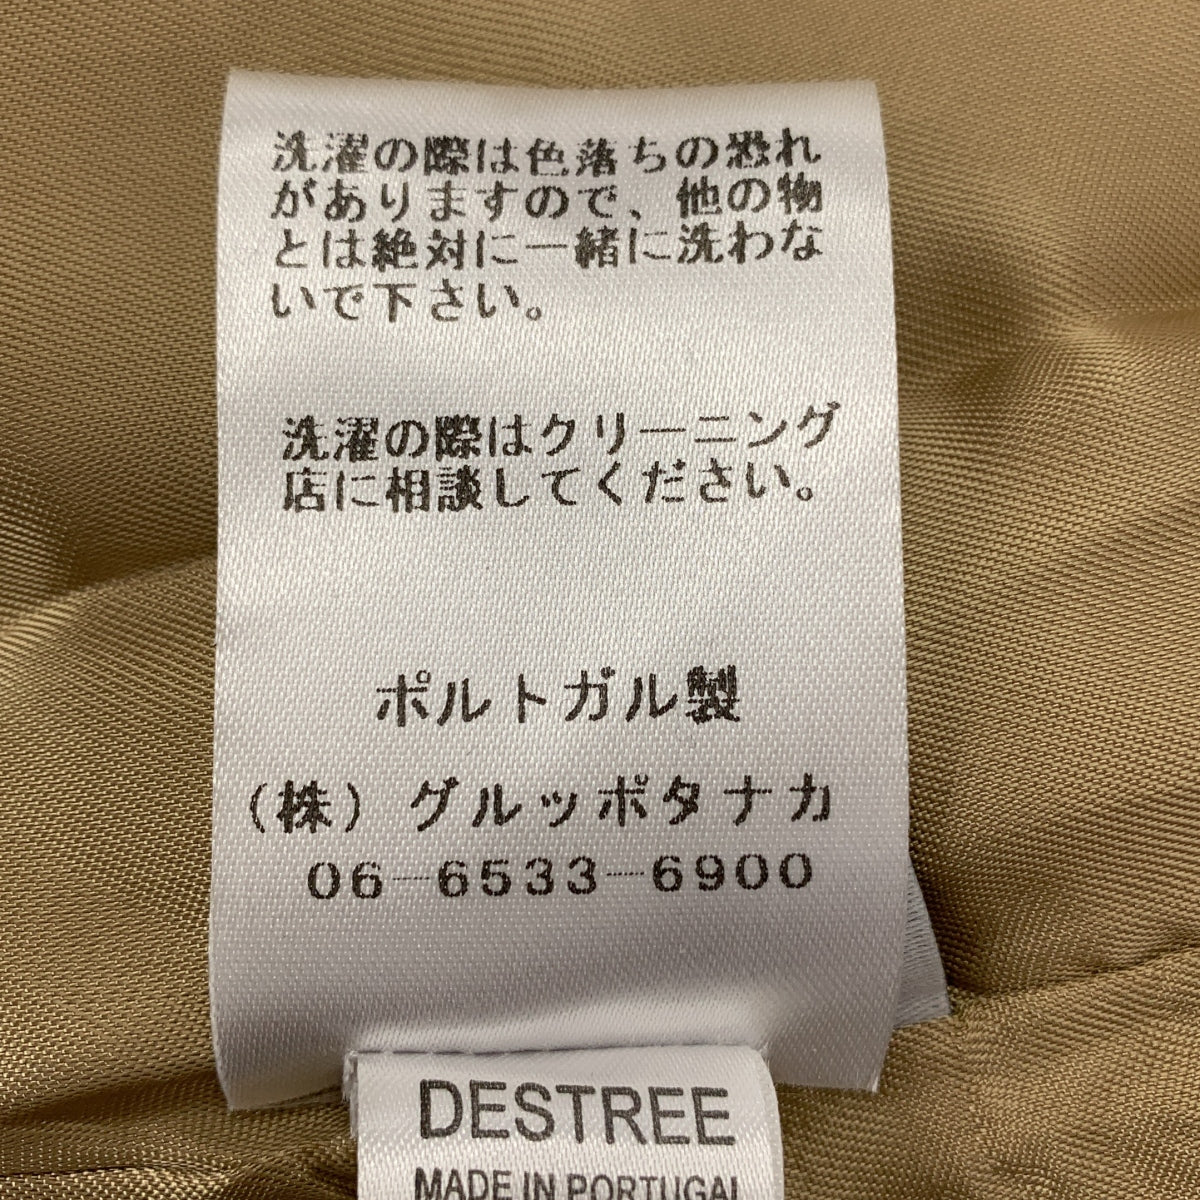 洗濯の際は色落ちの恐れ
がありますので、他の物
とは絶対に一緒に洗わな
いで下さい。
洗濯の際はクリーニング
店に相談してください。
ポルトガル製
（株）グルッポタナカ
06-6533-6900
DESTREE
MADE IN PORTUGAL